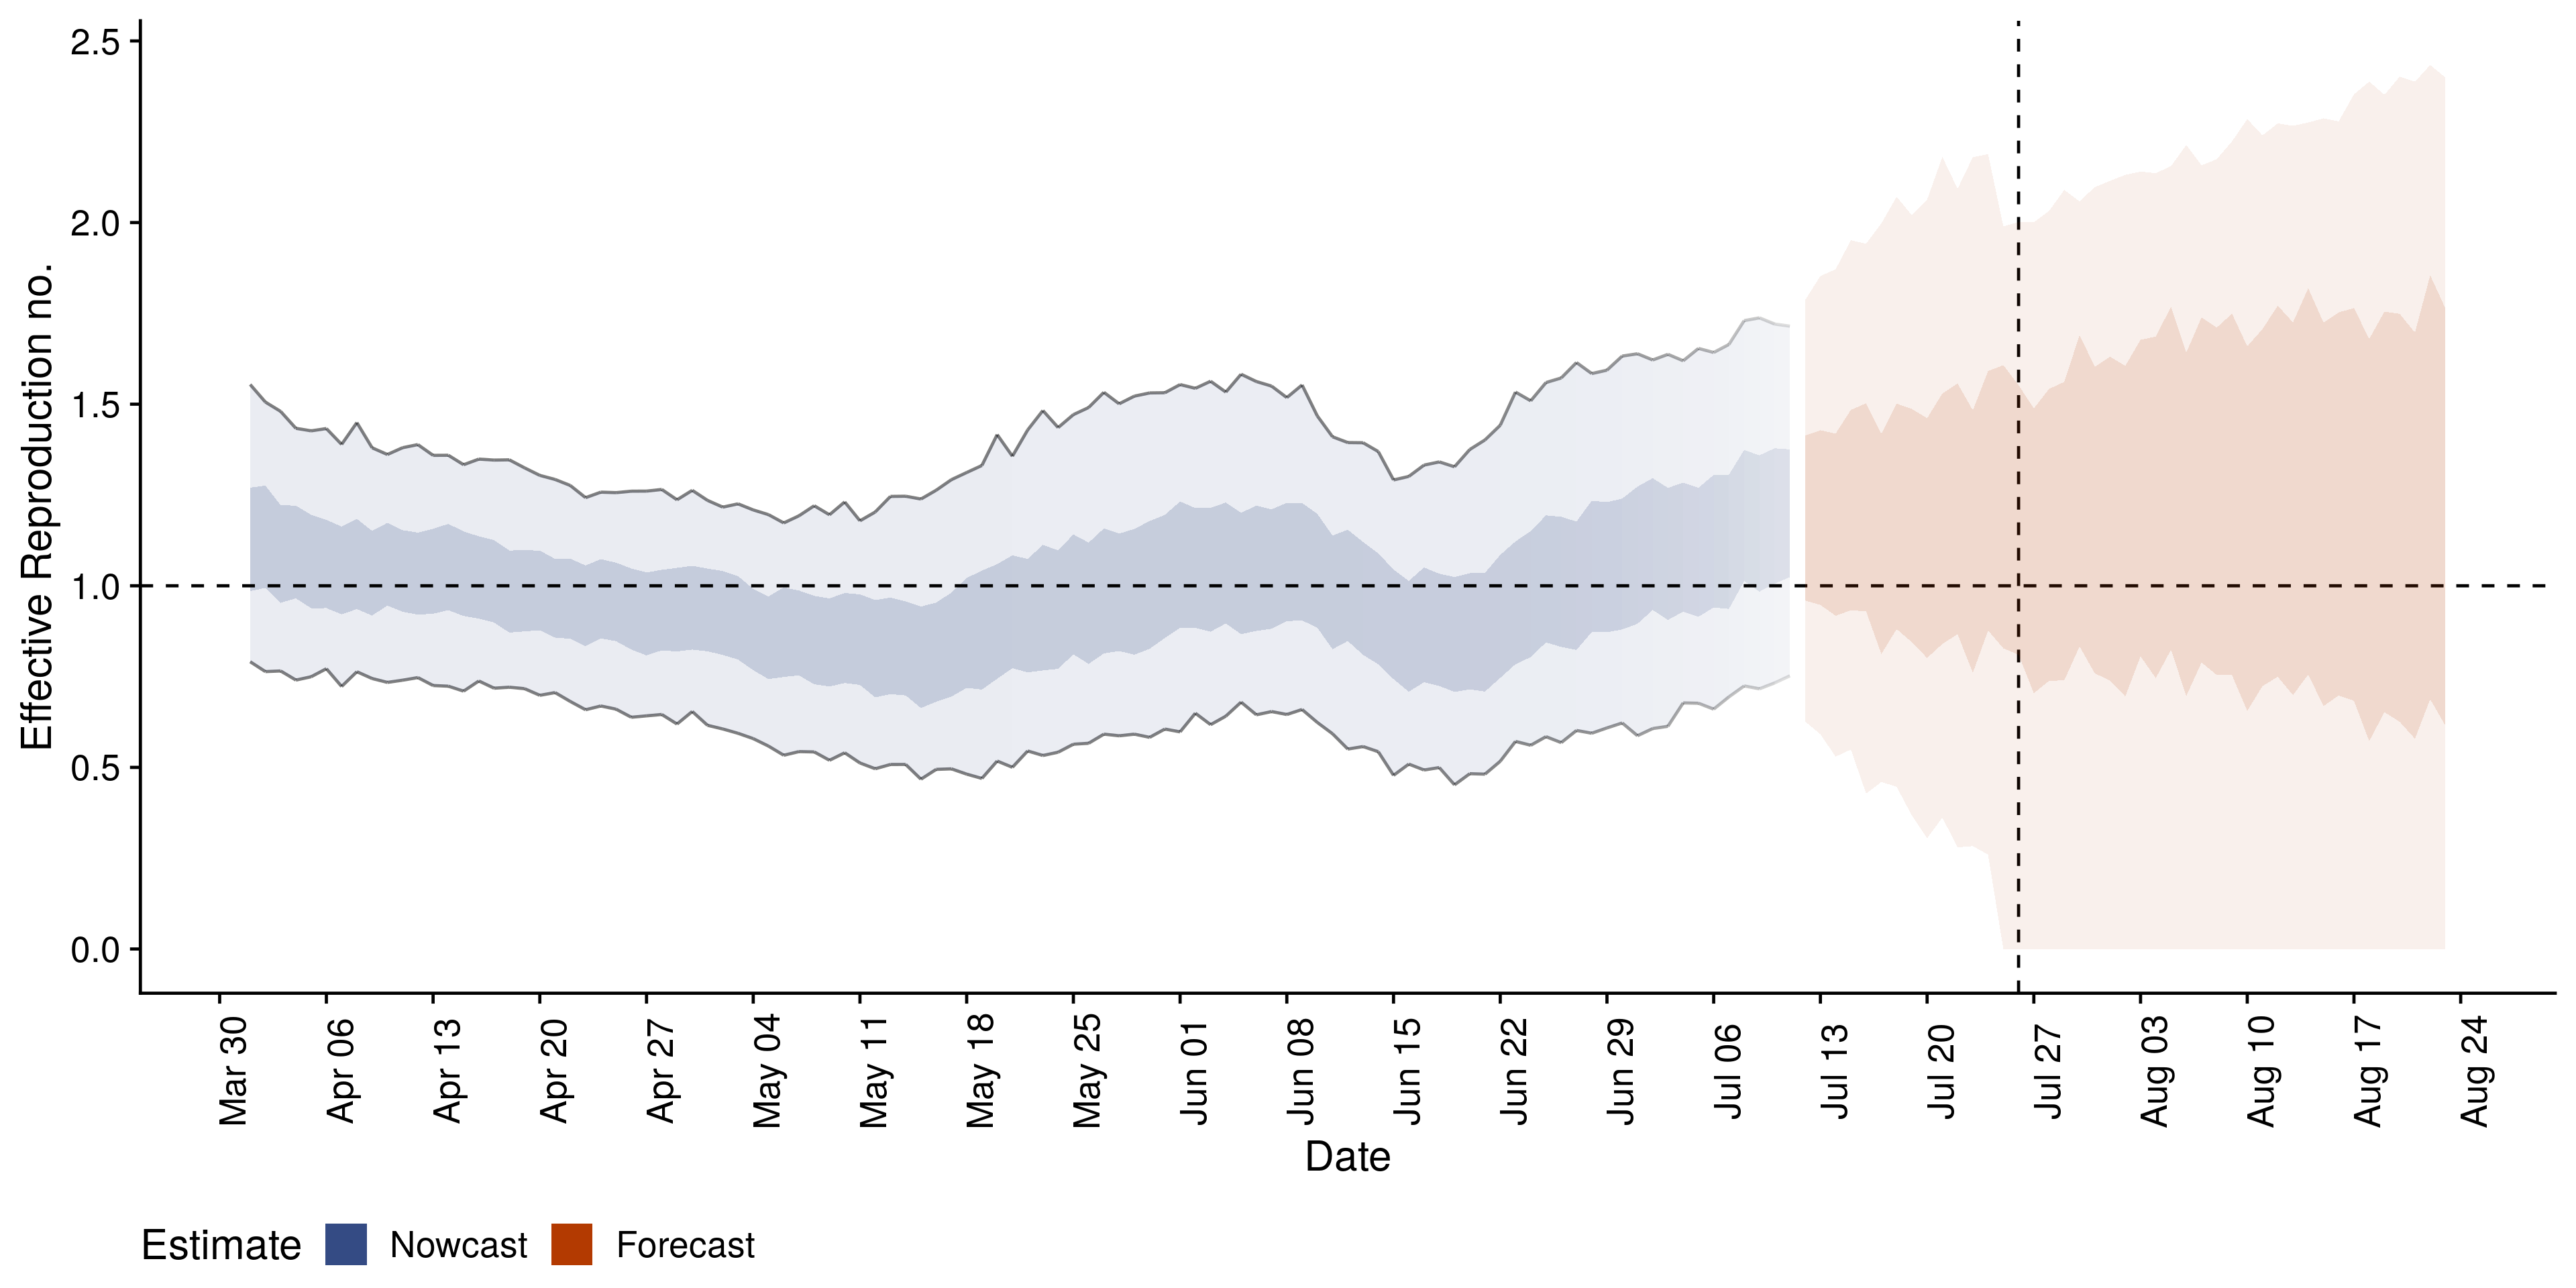 2.5
2.0
1.5
1.0
0.5
0.0
Effective Reproduction no.
Mar 30
Apr 06
Apr 13
Apr 20
Apr 27
May 04
May 11
May 18
May 25
Jun 01
Jun 08
Jun 15
Jun 22
Jun 29
Jul 06
Jul 13
Jul 20
Jul 27
Aug 03
Aug 10
Aug 17
Aug 24
Date
Estimate Nowcast Forecast